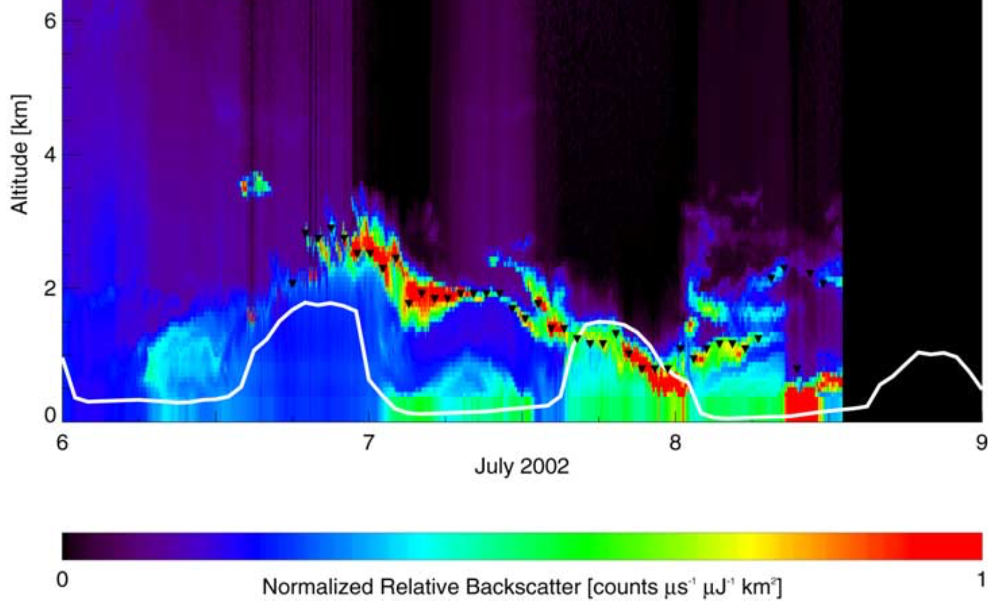 6
4
2
0
Altitude [km]
6 7 8 9
July 2002
0 1
Normalized Relative Backscatter [counts μs⁻¹ μJ⁻¹ km²]